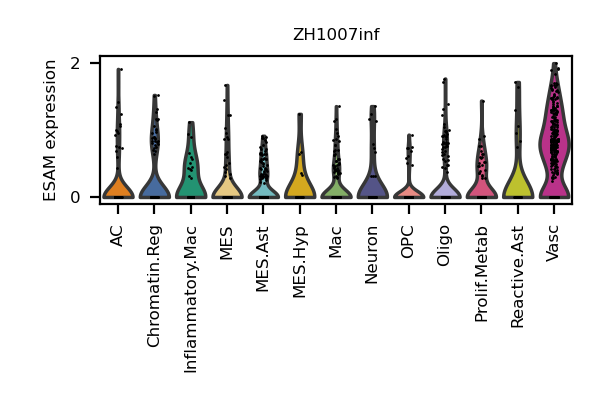 ZH1007inf
ESAM expression
2
0
AC
Chromatin.Reg
Inflammatory.Mac
MES
MES.Ast
MES.Hyp
Mac
Neuron
OPC
Oligo
Prolif.Metab
Reactive.Ast
Vasc